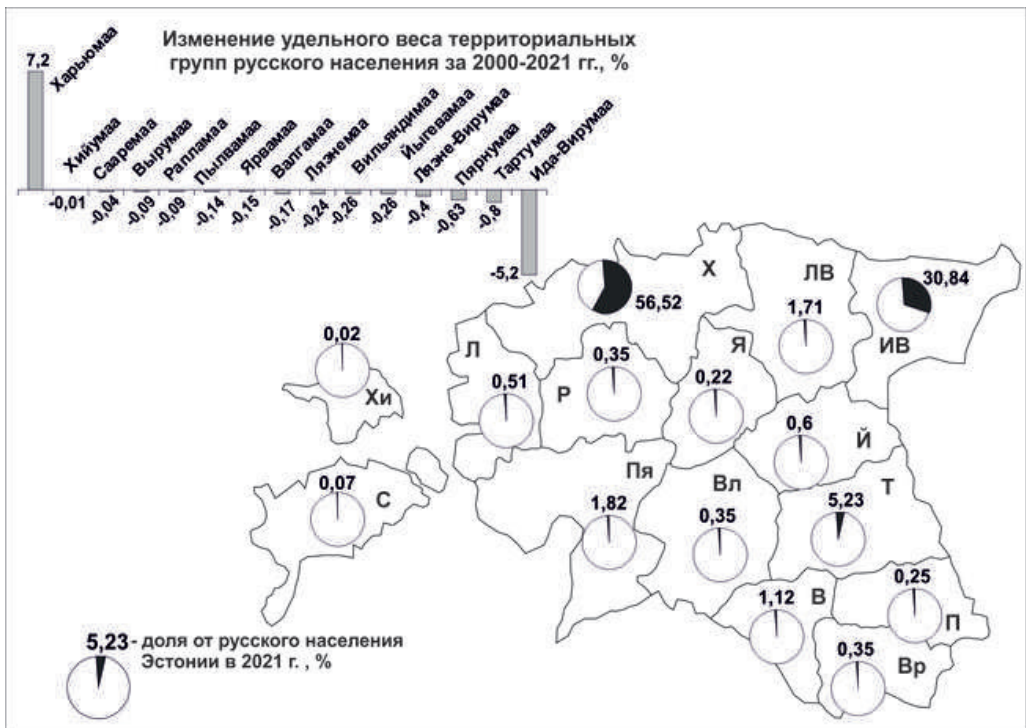 Изменение удельного веса территориальных
групп русского населения за 2000-2021 гг., %
7,2
Харьюмаа
Хийумаа
Сааремаа
Вырумаа
Рапламаа
Пылвамаа
Ярвамаа
Валгамаа
Ляэнемаа
Вильяндимаа
Йыгевамаа
Ляэне-Вирумаа
Пярнумаа
Тартумаа
Ида-Вирумаа
-0,01
-0,04
-0,09
-0,09
-0,14
-0,15
-0,17
-0,24
-0,26
-0,26
-0,4
-0,63
-0,8
-5,2
Х
56,52
ЛВ
1,71
30,84
ИВ
0,02
Хи
Л
0,51
0,35
Р
Я
0,22
0,6
Й
0,07
С
Пя
1,82
Вл
0,35
Т
5,23
1,12
В
0,25
П
0,35
Вр
5,23 - доля от русского населения
Эстонии в 2021 г. , %